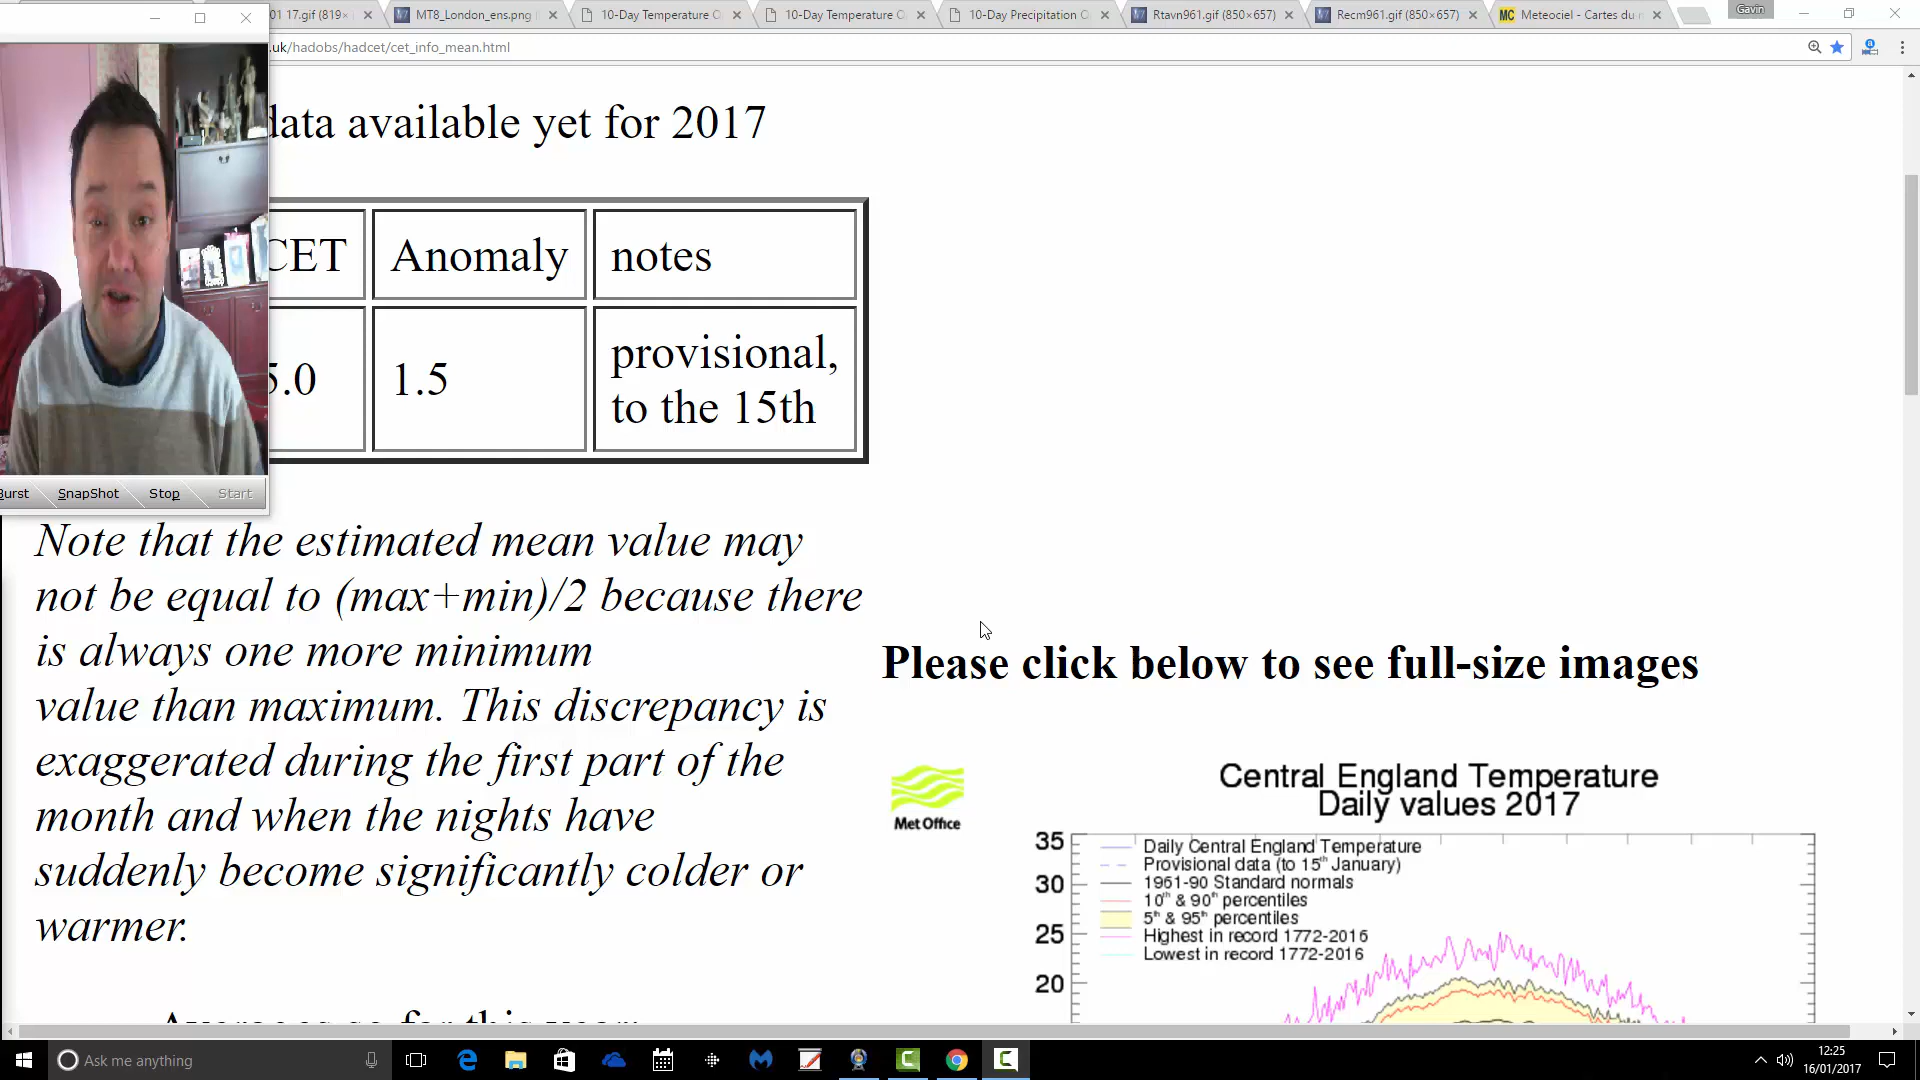 01 17.gif (819×
MT8_London_ens.png
10-Day Temperature O
10-Day Temperature O
10-Day Precipitation O
Rtavn961.gif (850×657)
Recm961.gif (850×657)
MC Meteociel - Cartes du m
Gavin
.uk/hadobs/hadcet/cet_info_mean.html
data available yet for 2017
CET
Anomaly
notes
5.0
1.5
provisional,
to the 15th
Burst
SnapShot
Stop
Start
Note that the estimated mean value may
not be equal to (max+min)/2 because there
is always one more minimum
value than maximum. This discrepancy is
exaggerated during the first part of the
month and when the nights have
suddenly become significantly colder or
warmer.
Averages so far this year:
Please click below to see full-size images
Met Office
Central England Temperature
Daily values 2017
35
30
25
20
Daily Central England Temperature
Provisional data (to 15th January)
1961-90 Standard normals
10th & 90th percentiles
5th & 95th percentiles
Highest in record 1772-2016
Lowest in record 1772-2016
Ask me anything
12:25
16/01/2017